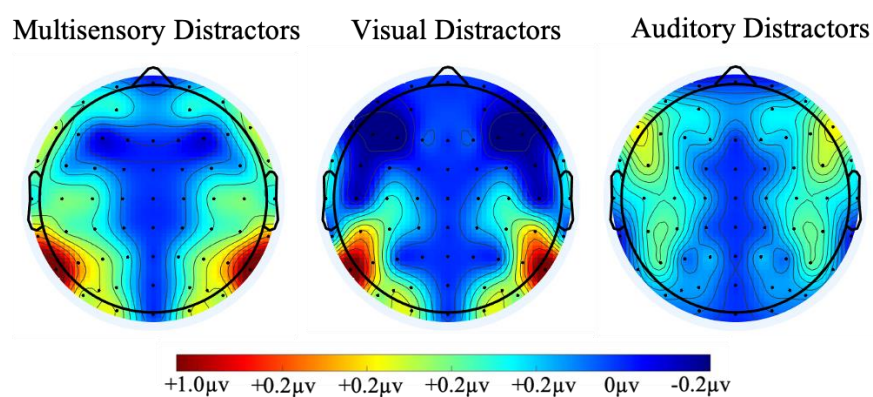 Multisensory Distractors Visual Distractors Auditory Distractors
+1.0μv +0.2μv +0.2μv +0.2μv +0.2μv 0μv -0.2μv